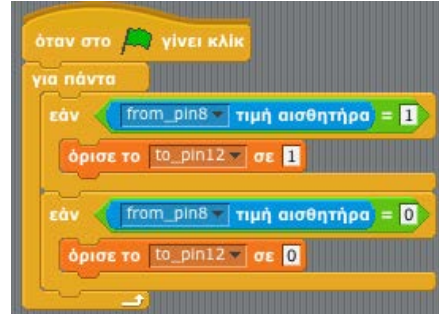 όταν στο γίνει κλίκ
για πάντα
εάν from_pin8 τιμή αισθητήρα = 1
όρισε το to_pin12 σε 1
εάν from_pin8 τιμή αισθητήρα = 0
όρισε το to_pin12 σε 0